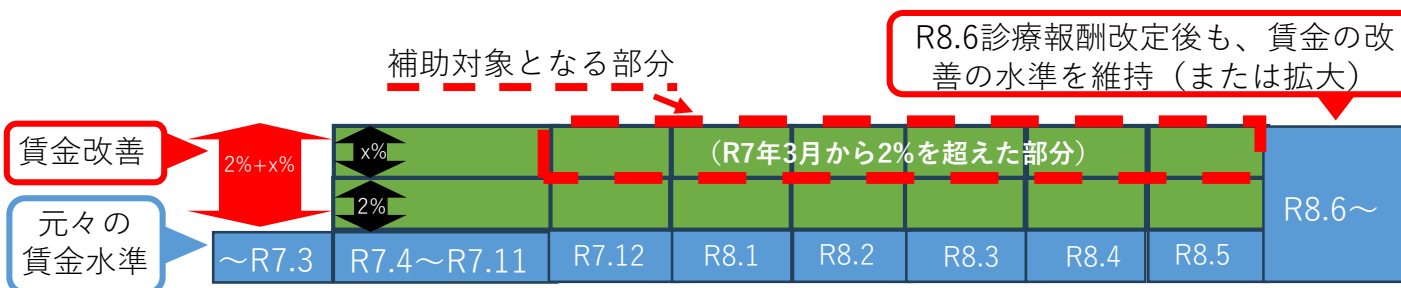 R8.6診療報酬改定後も、賃金の改
善の水準を維持（または拡大）
補助対象となる部分
賃金改善
2%+x%
x%
（R7年3月から2%を超えた部分）
2%
元々の
賃金水準
～R7.3
R7.4～R7.11
R7.12
R8.1
R8.2
R8.3
R8.4
R8.5
R8.6～